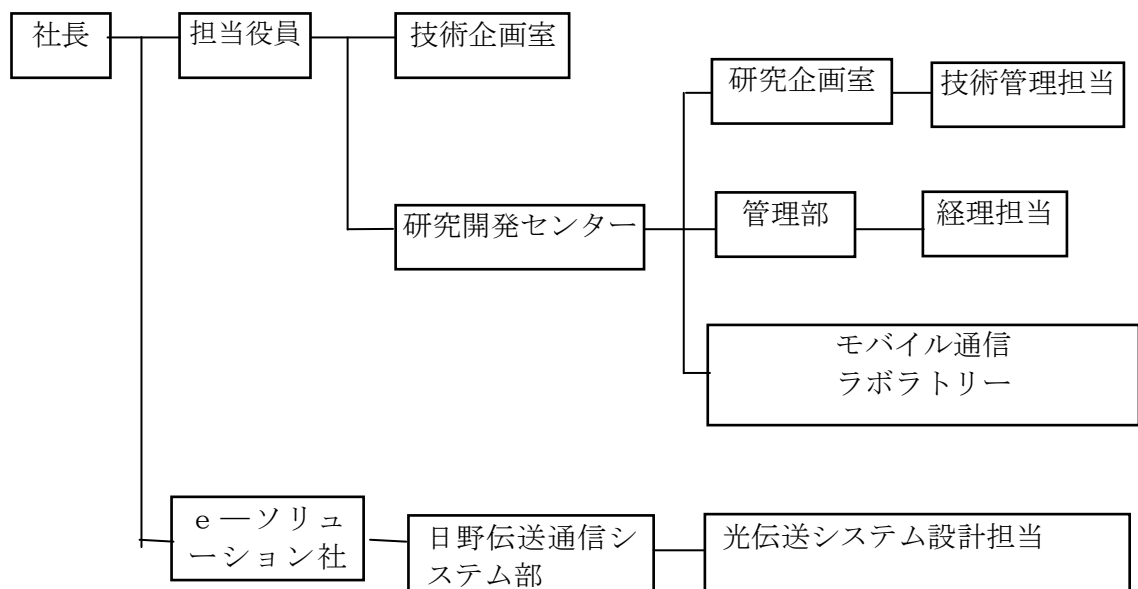 社長
担当役員
技術企画室
研究企画室
技術管理担当
研究開発センター
管理部
経理担当
モバイル通信
ラボラトリー
e―ソリュ
ーション社
日野伝送通信シ
ステム部
光伝送システム設計担当